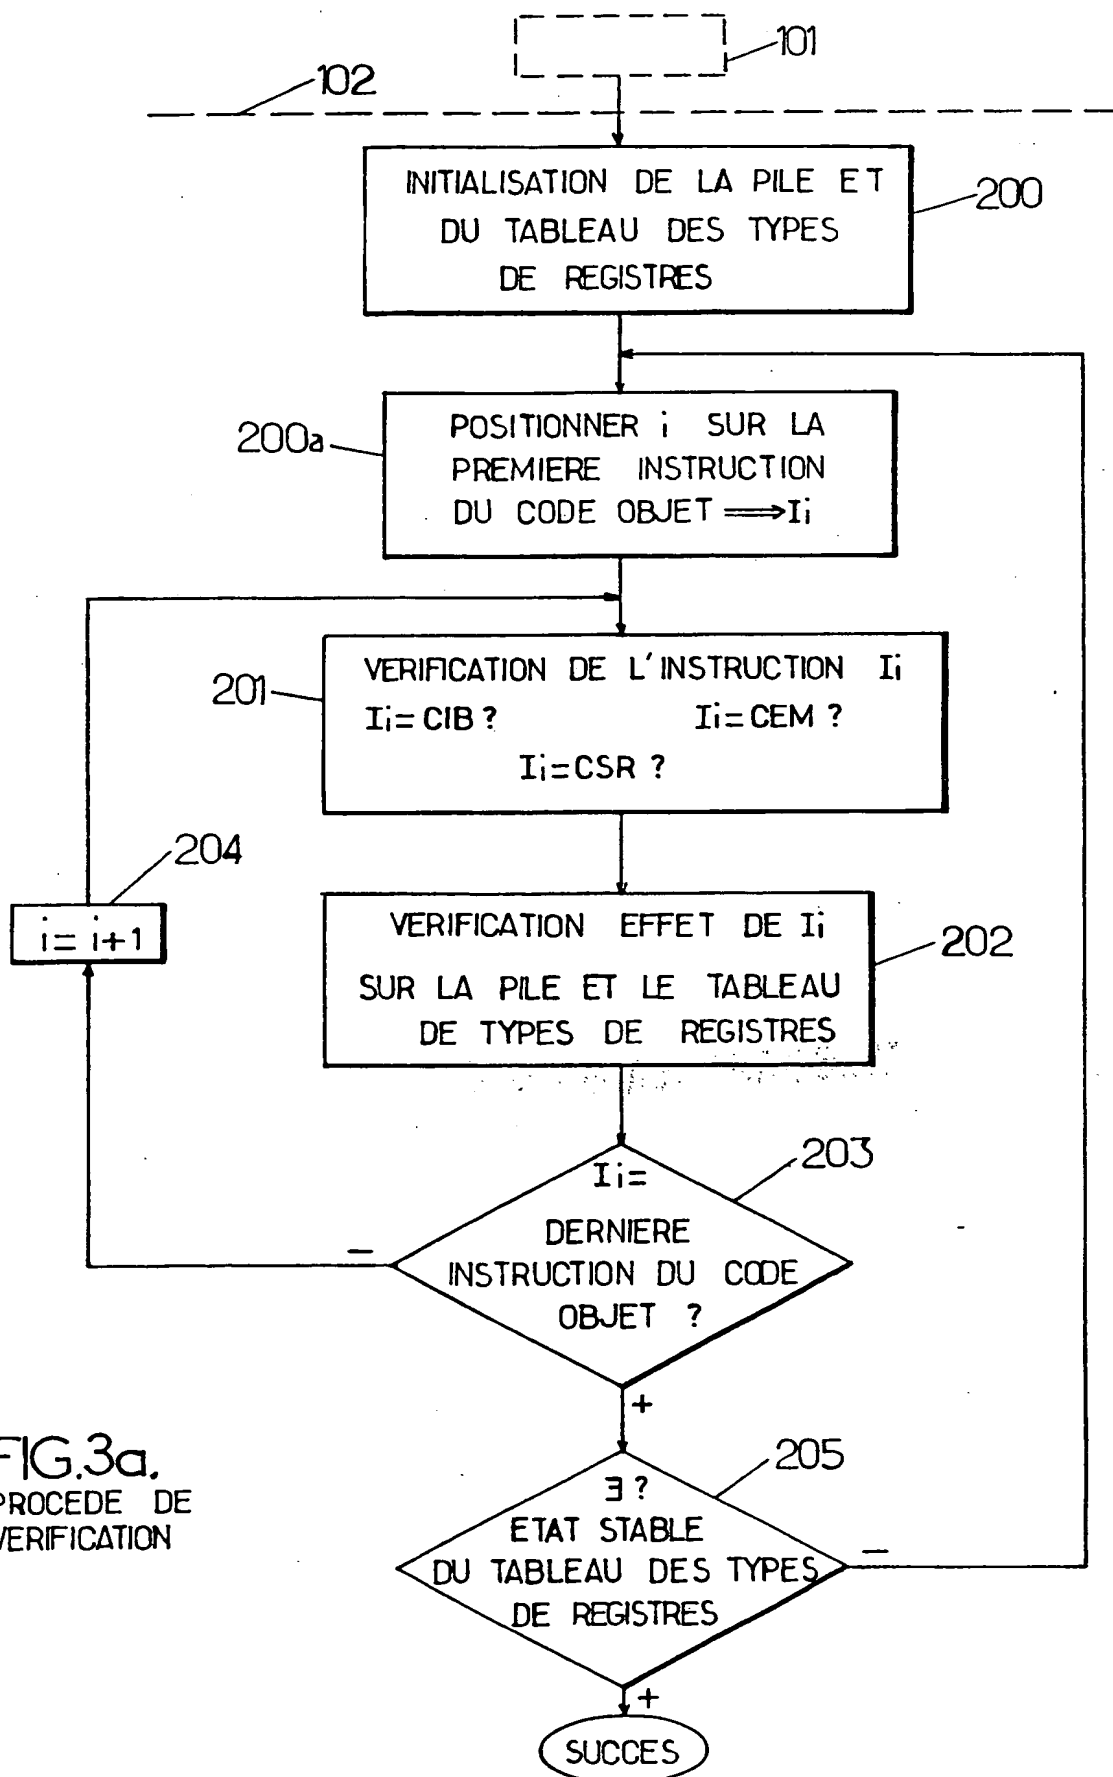 101
102
INITIALISATION DE LA PILE ET
DU TABLEAU DES TYPES
DE REGISTRES
200
200a
POSITIONNER i SUR LA
PREMIERE INSTRUCTION
DU CODE OBJET ⟹ Ii
201
VERIFICATION DE L'INSTRUCTION Ii
Ii=CIB ? Ii=CEM ?
Ii=CSR ?
204
i= i+1
VERIFICATION EFFET DE Ii
SUR LA PILE ET LE TABLEAU
DE TYPES DE REGISTRES
202
203
Ii=
DERNIERE
INSTRUCTION DU CODE
OBJET ?
−
+
FIG.3a.
PROCEDE DE
VERIFICATION
205
∃ ?
ETAT STABLE
DU TABLEAU DES TYPES
DE REGISTRES
−
+
SUCCES